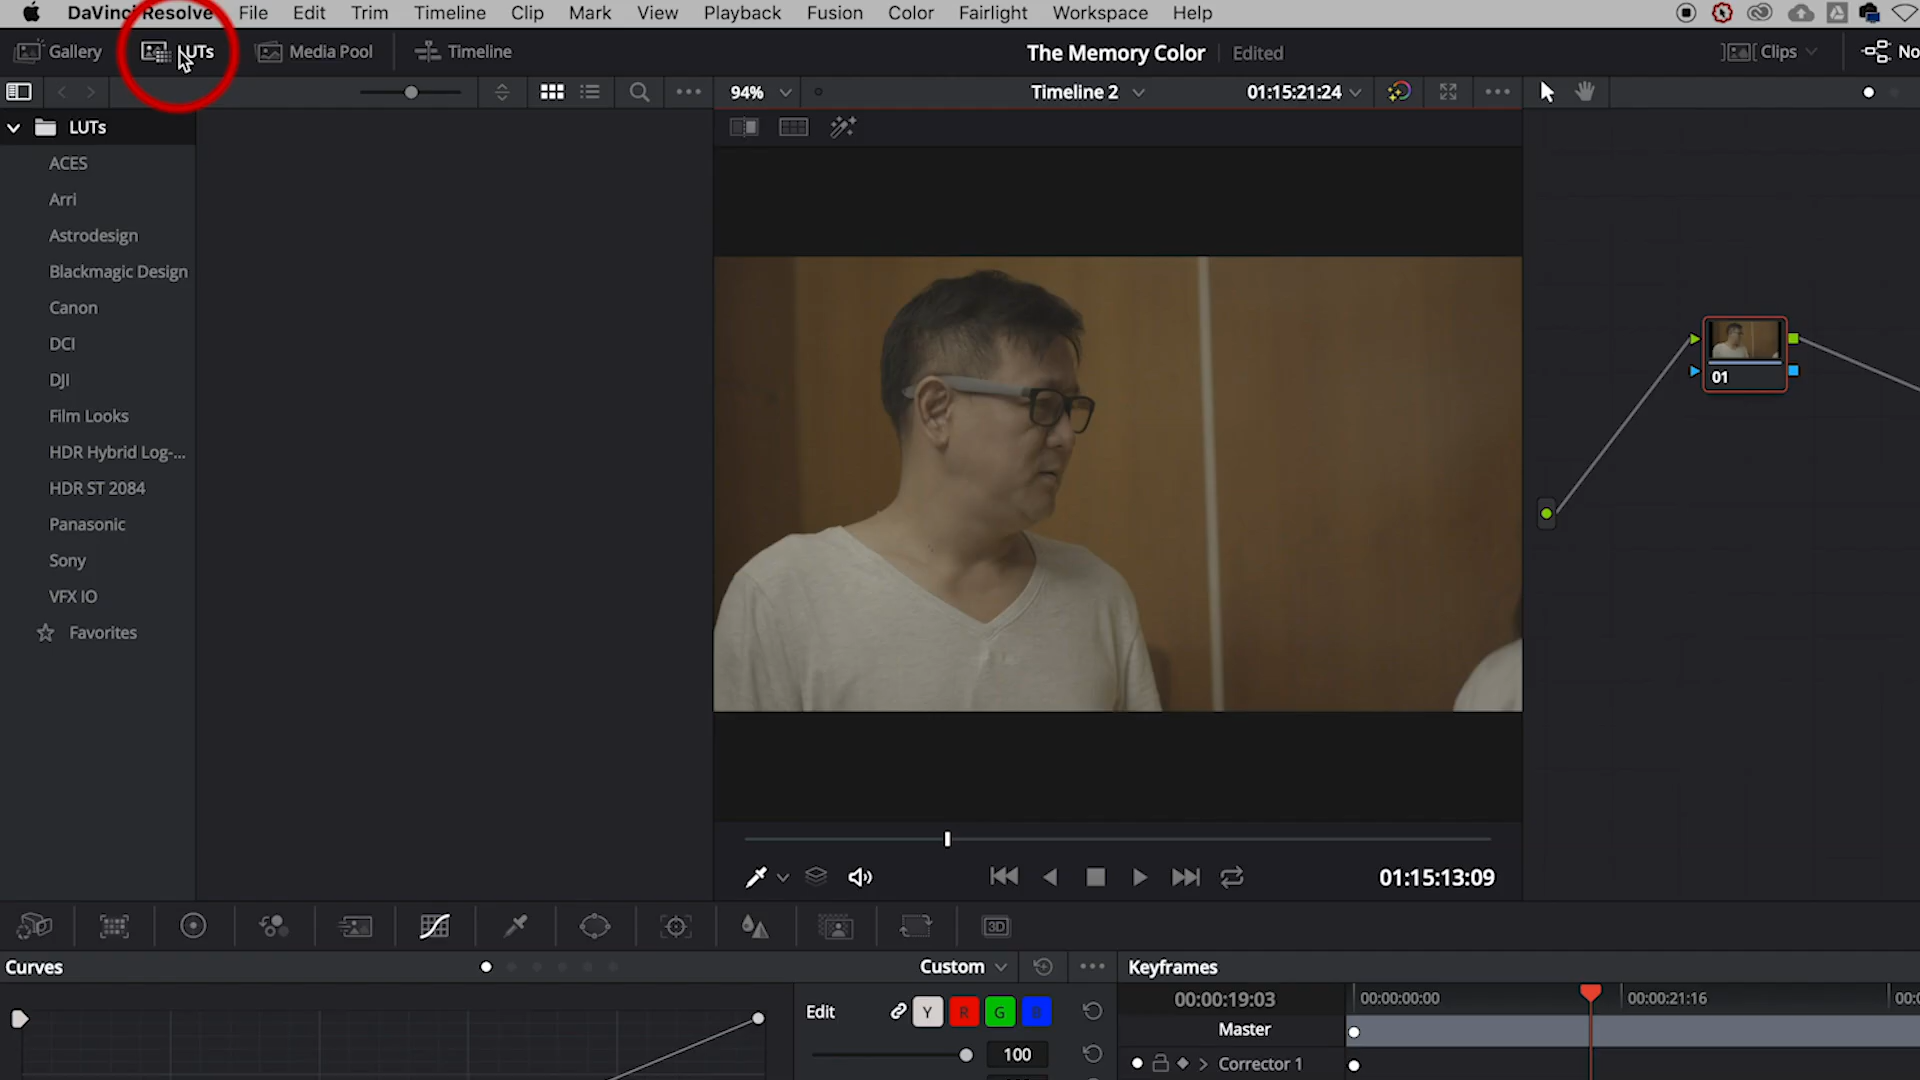 DaVinci Resolve File Edit Trim Timeline Clip Mark View Playback Fusion Color Fairlight Workspace Help
Gallery LUTs Media Pool Timeline The Memory Color Edited Clips
94% Timeline 2 01:15:21:24
LUTs
ACES
Arri
Astrodesign
Blackmagic Design
Canon
DCI
DJI
Film Looks
HDR Hybrid Log-...
HDR ST 2084
Panasonic
Sony
VFX IO
Favorites
01
01:15:13:09
3D
Curves Custom Keyframes
Edit Y R G B 00:00:19:03 00:00:00:00 00:00:21:16
Master
100 Corrector 1